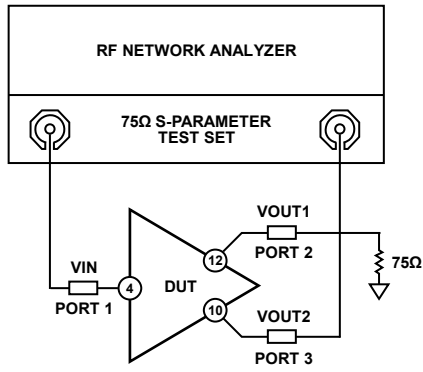 RF NETWORK ANALYZER
75Ω S-PARAMETER
TEST SET
VOUT1
12
PORT 2
75Ω
VIN
4
DUT
PORT 1
10
VOUT2
PORT 3